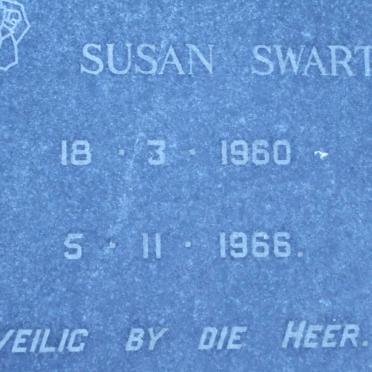 SUSAN SWART
18 · 3 · 1960
5 · 11 · 1966.
VEILIG BY DIE HEER.